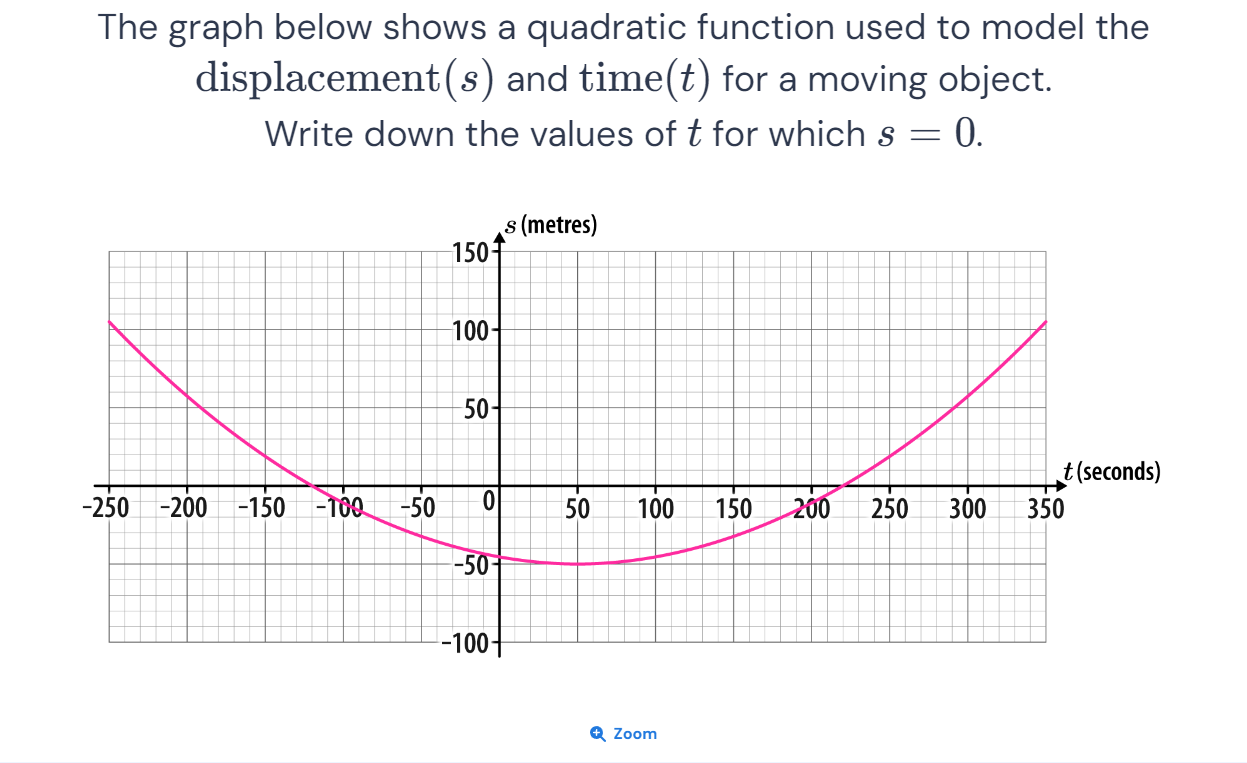 The graph below shows a quadratic function used to model the
displacement(s) and time(t) for a moving object.
Write down the values of t for which s = 0.
s (metres)
150
100
50
t (seconds)
-250 -200 -150 -100 -50 0 50 100 150 200 250 300 350
-50
-100
Zoom